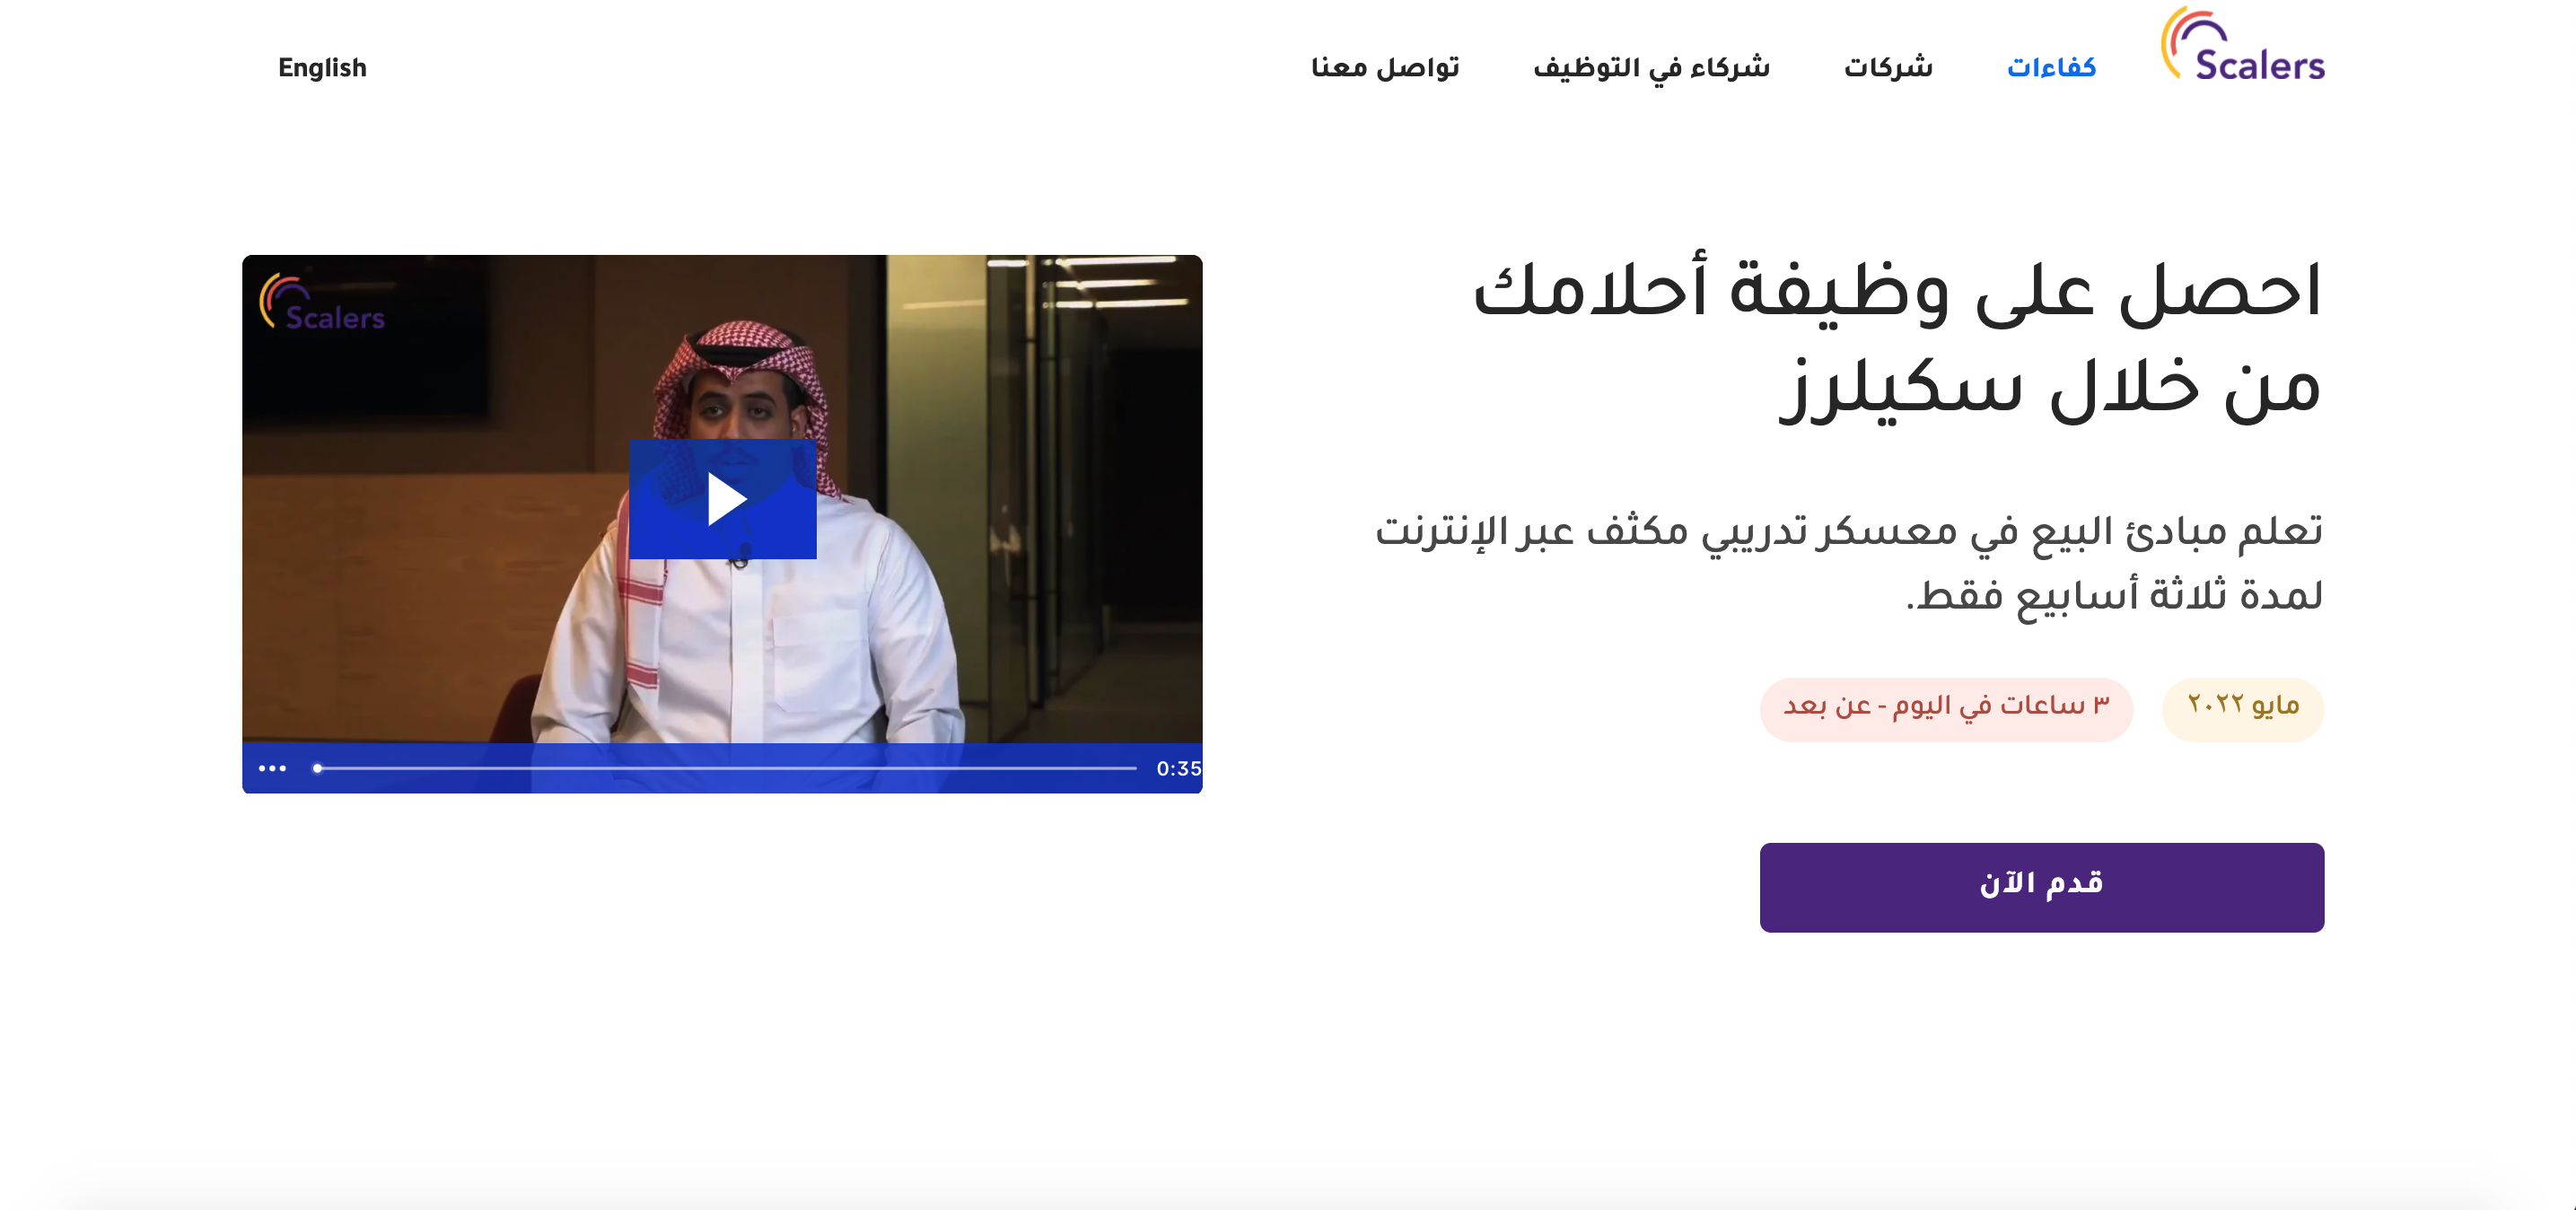 Scalers
كفاءات
شركات
شركاء في التوظيف
تواصل معنا
English
احصل على وظيفة أحلامك
من خلال سكيلرز
تعلم مبادئ البيع في معسكر تدريبي مكثف عبر الإنترنت
لمدة ثلاثة أسابيع فقط.
مايو ٢٠٢٢
٣ ساعات في اليوم - عن بعد
قدم الآن
Scalers
0:35